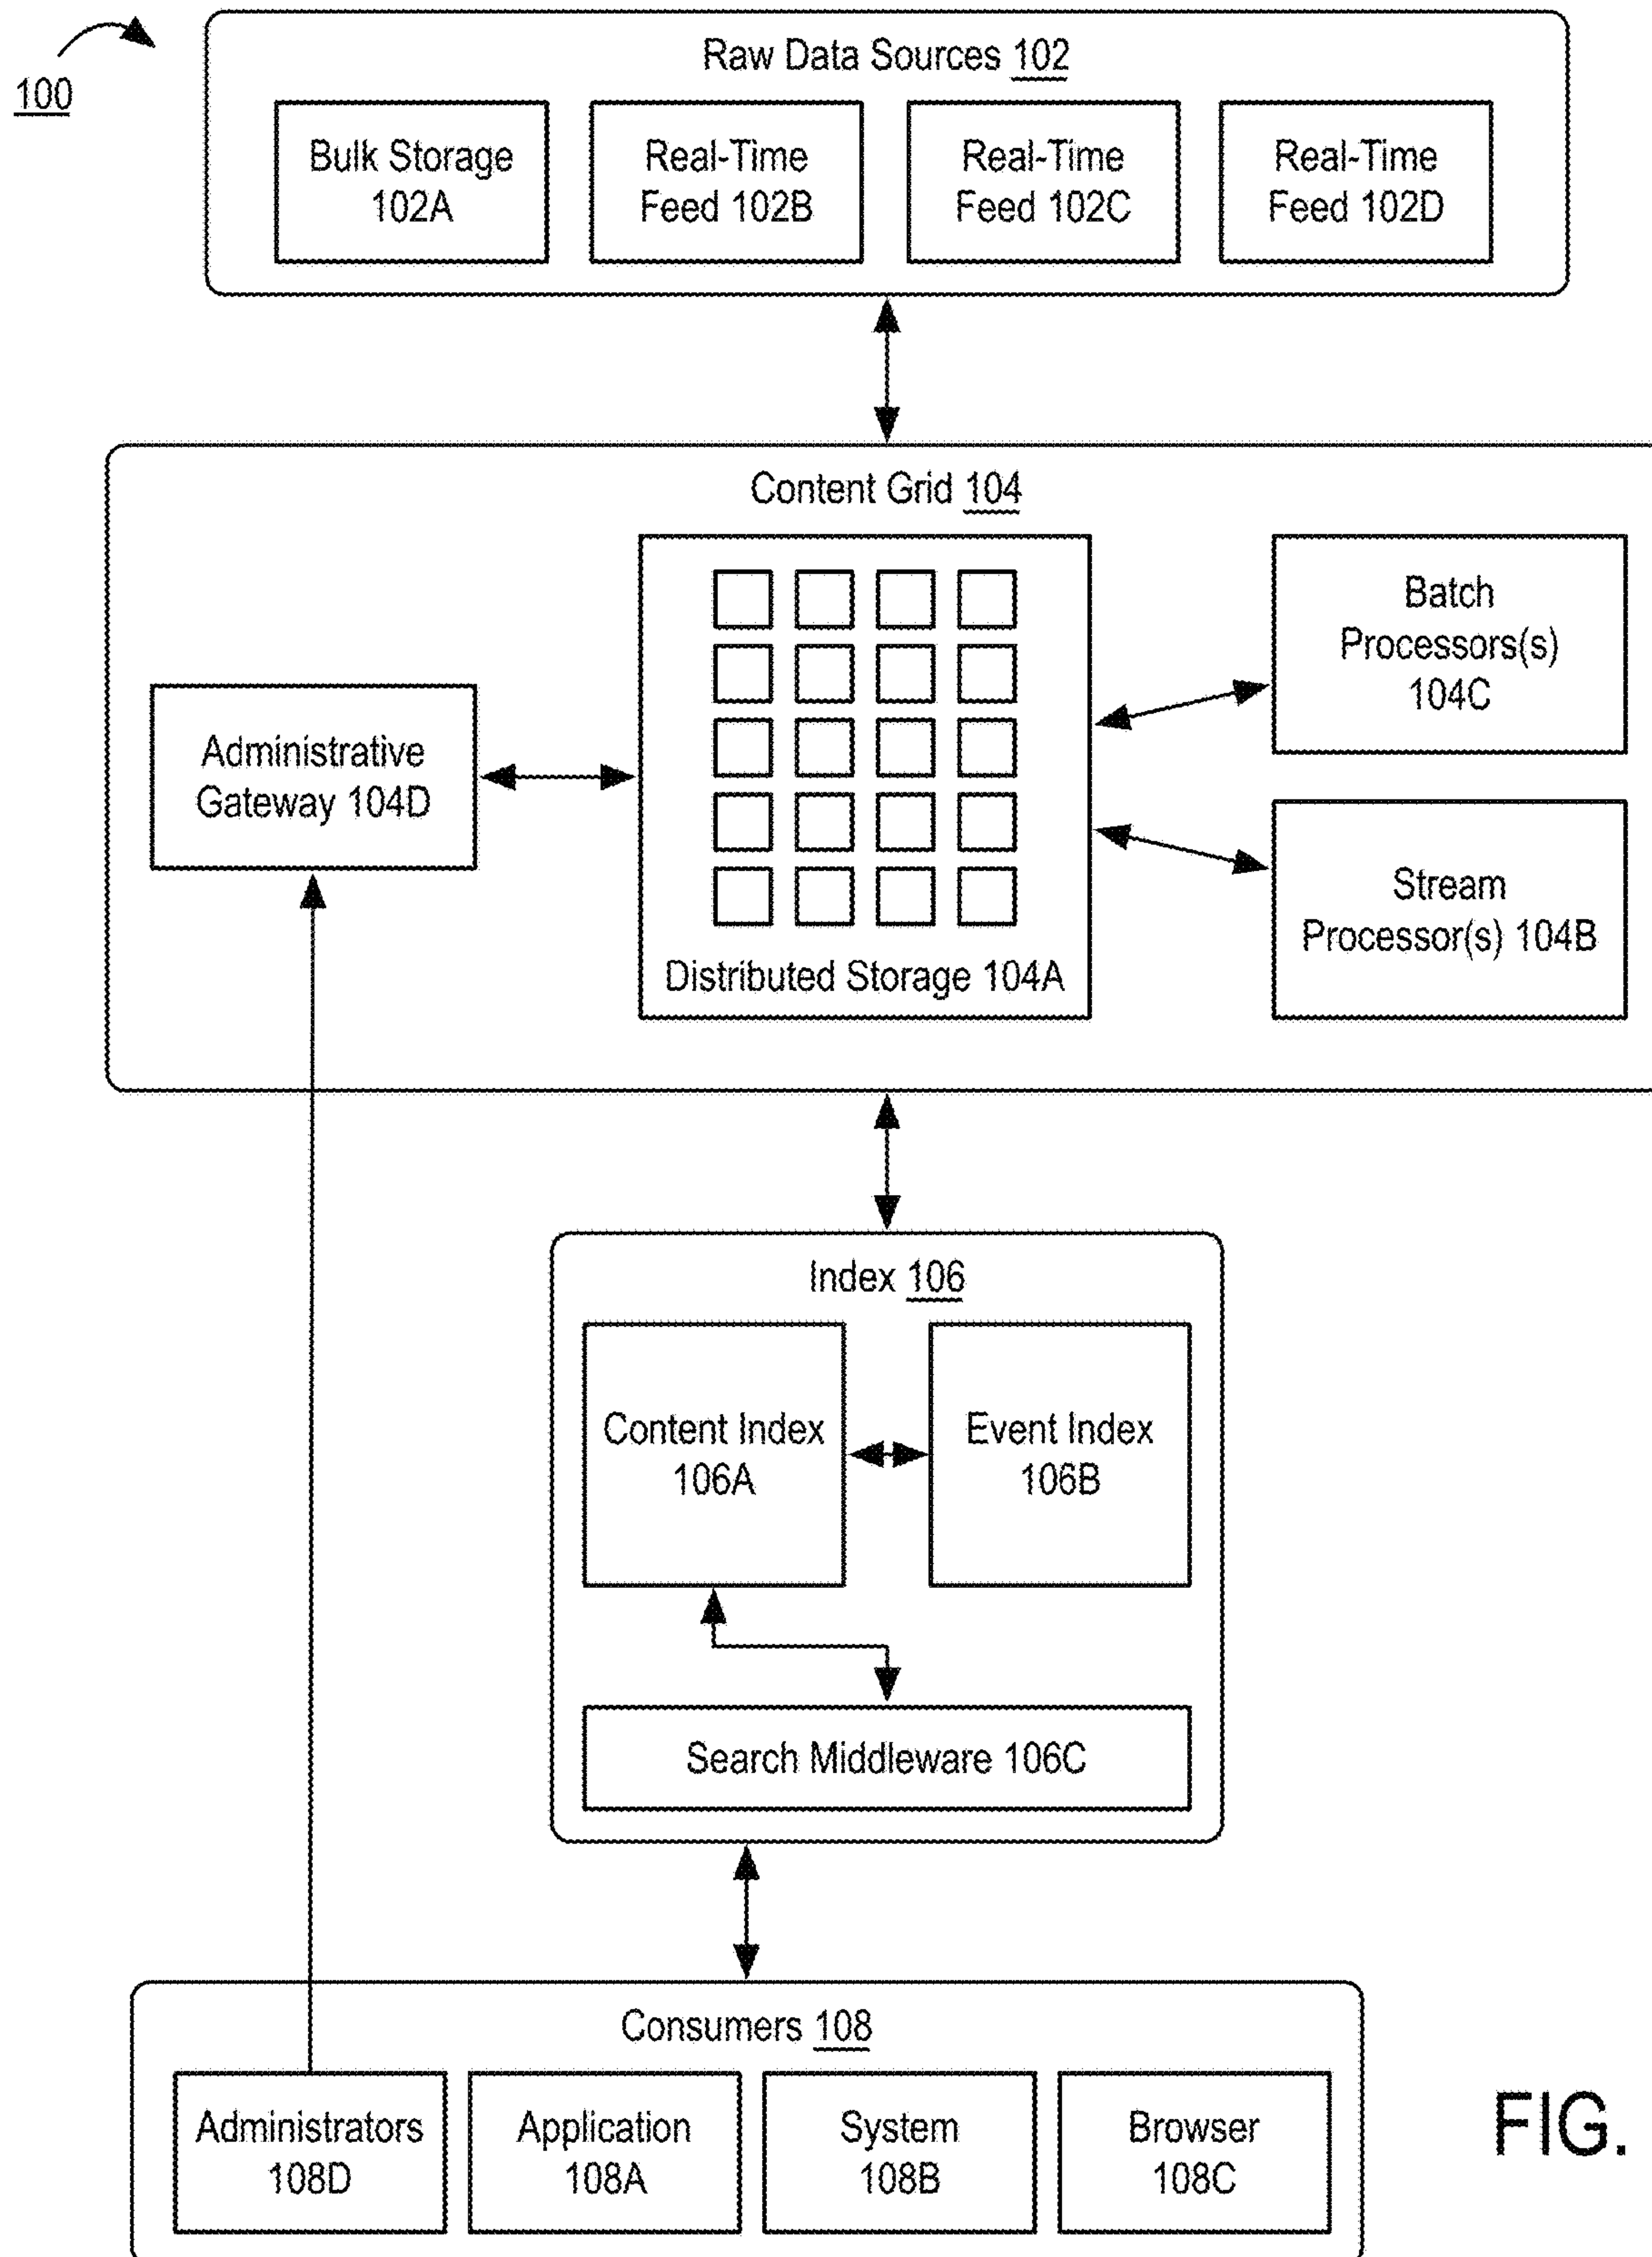 100
Raw Data Sources 102
Bulk Storage
102A
Real-Time
Feed 102B
Real-Time
Feed 102C
Real-Time
Feed 102D
Content Grid 104
Administrative
Gateway 104D
Distributed Storage 104A
Batch
Processors(s)
104C
Stream
Processor(s) 104B
Index 106
Content Index
106A
Event Index
106B
Search Middleware 106C
Consumers 108
Administrators
108D
Application
108A
System
108B
Browser
108C
FIG.